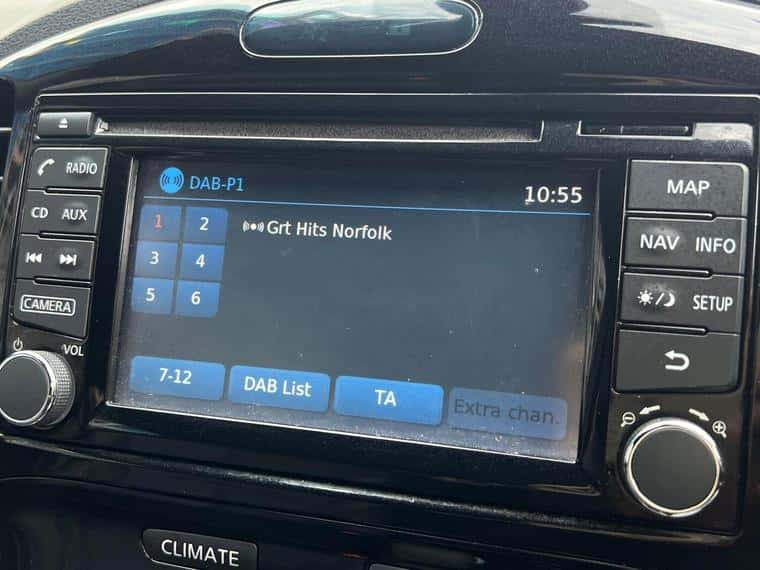 RADIO
CD AUX
CAMERA
VOL
DAB-P1
10:55
1 2
3 4
5 6
Grt Hits Norfolk
7-12
DAB List
TA
Extra chan.
MAP
NAV INFO
SETUP
CLIMATE